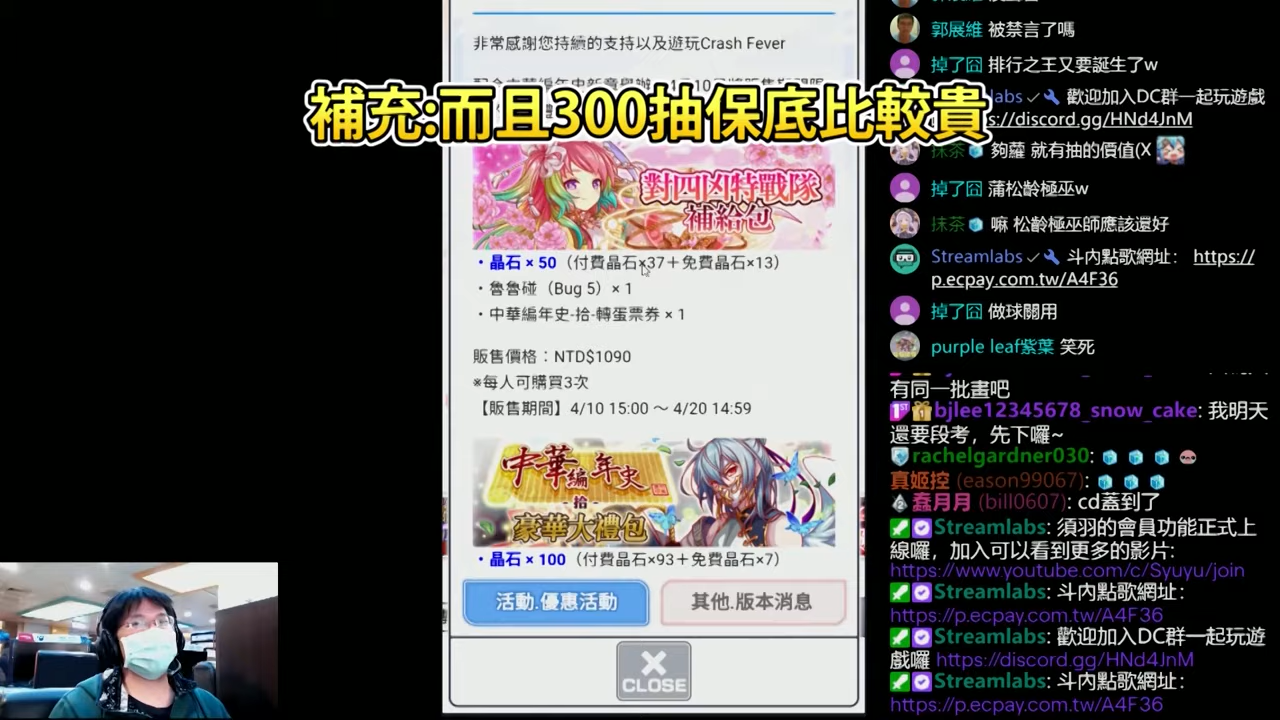 非常感謝您持續的支持以及遊玩Crash Fever
補充:而且300抽保底比較貴
對四凶特戰隊
補給包
・晶石 × 50（付費晶石×37＋免費晶石×13）
・魯魯碰（Bug 5）× 1
・中華編年史-拾-轉蛋票券 × 1
販售價格：NTD$1090
※每人可購買3次
【販售期間】4/10 15:00 ～ 4/20 14:59
中華編年史
- 拾 -
豪華大禮包
・晶石 × 100（付費晶石×93＋免費晶石×7）
活動.優惠活動
其他.版本消息
CLOSE
郭展維 被禁言了嗎
掉了囧 排行之王又要誕生了w
labs 歡迎加入DC群一起玩遊戲
s://discord.gg/HNd4JnM
抹茶 夠蘿 就有抽的價值(X
掉了囧 蒲松齡極巫w
抹茶 嘛 松齡極巫師應該還好
Streamlabs 斗內點歌網址： https://
p.ecpay.com.tw/A4F36
掉了囧 做球關用
purple leaf紫葉 笑死
有同一批畫吧
1ST bjlee12345678_snow_cake: 我明天
還要段考，先下囉~
rachelgardner030:
真姬控 (eason99067):
2 螽月月 (bill0607): cd蓋到了
Streamlabs: 須羽的會員功能正式上
線囉，加入可以看到更多的影片:
https://www.youtube.com/c/Syuyu/join
Streamlabs: 斗內點歌網址：
https://p.ecpay.com.tw/A4F36
Streamlabs: 歡迎加入DC群一起玩遊
戲囉 https://discord.gg/HNd4JnM
Streamlabs: 斗內點歌網址：
https://p.ecpay.com.tw/A4F36